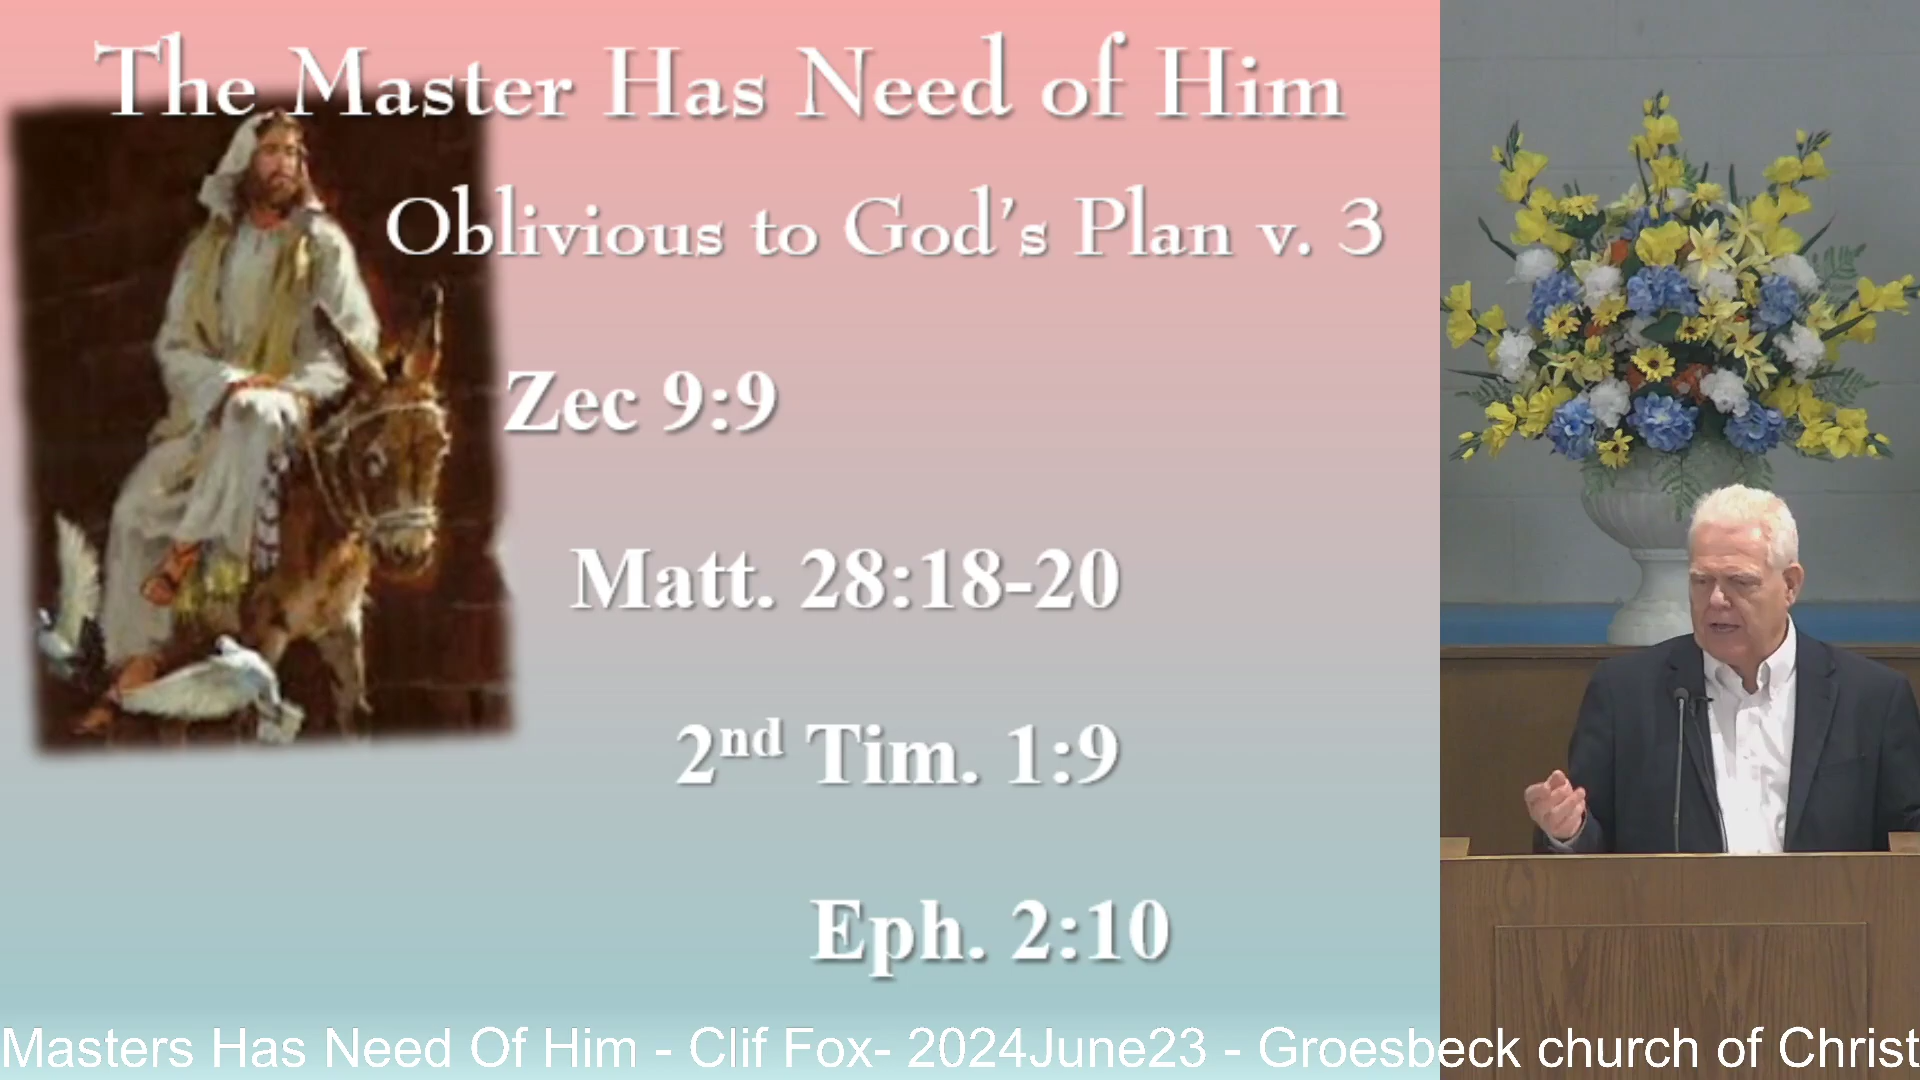 The Master Has Need of Him
Oblivious to God's Plan v. 3
Zec 9:9
Matt. 28:18-20
2nd Tim. 1:9
Eph. 2:10
Masters Has Need Of Him - Clif Fox- 2024June23 - Groesbeck church of Christ